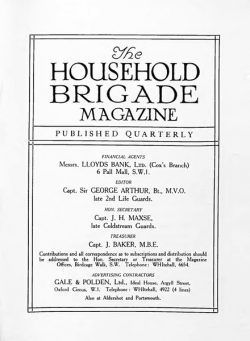 The
HOUSEHOLD
BRIGADE
MAGAZINE
PUBLISHED QUARTERLY
FINANCIAL AGENTS
Messrs. LLOYDS BANK, LTD. (Cox's Branch)
6 Pall Mall, S.W.1.
EDITOR
Capt. Sir GEORGE ARTHUR, Bt., M.V.O.
late 2nd Life Guards.
HON. SECRETARY
Capt. J. H. MAXSE,
late Coldstream Guards.
TREASURER
Capt. J. BAKER, M.B.E.
Contributions and all correspondence as to subscriptions and distribution should
be addressed to the Hon. Secretary or Treasurer at the Magazine
Offices, Birdcage Walk, S.W. Telephone: WHItehall, 6654.
ADVERTISING CONTRACTORS
GALE & POLDEN, Ltd., Ideal House, Argyll Street,
Oxford Circus, W.1. Telephone: WHItehall, 4922 (4 lines)
Also at Aldershot and Portsmouth.